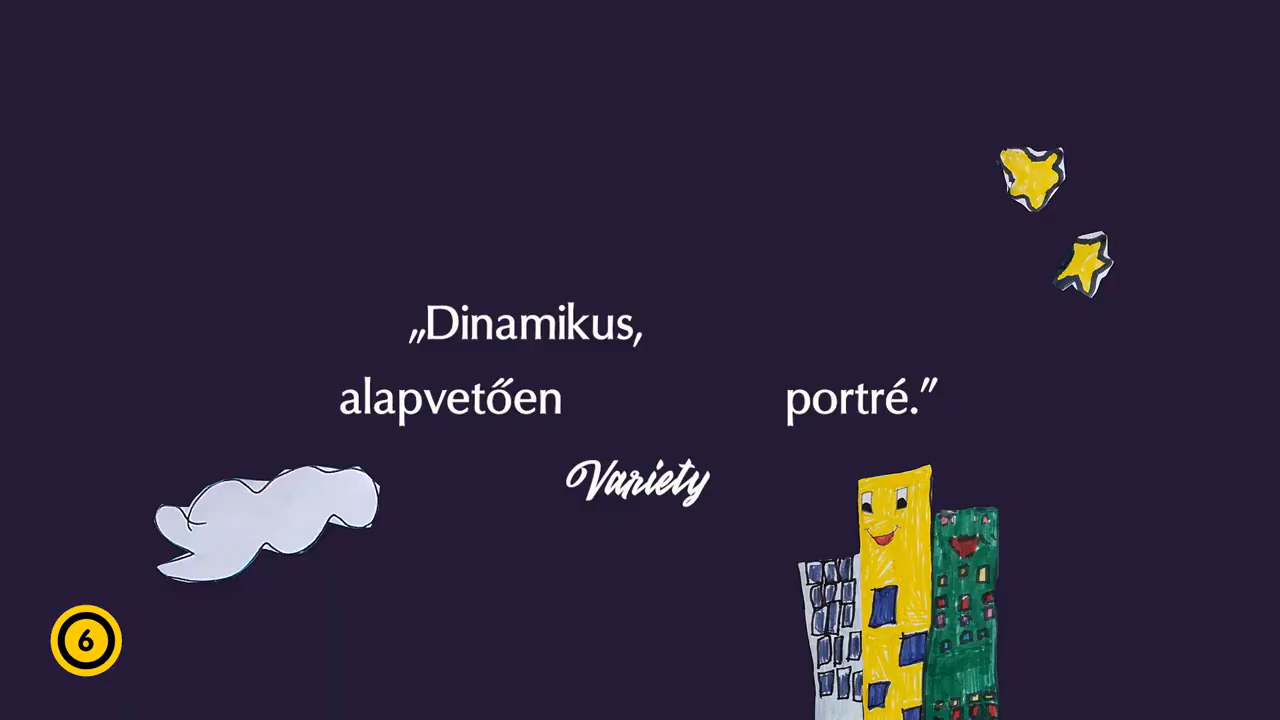 „Dinamikus,
alapvetően portré.”
Variety
6